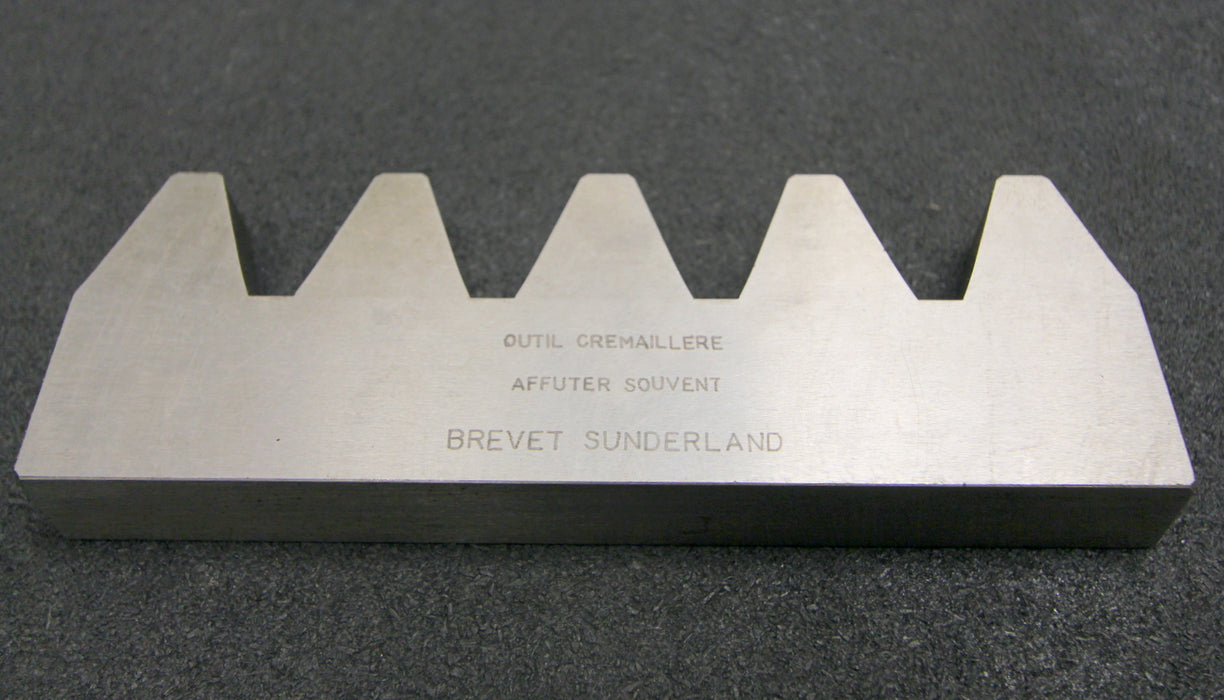 OUTIL CREMAILLERE
AFFUTER SOUVENT
BREVET SUNDERLAND